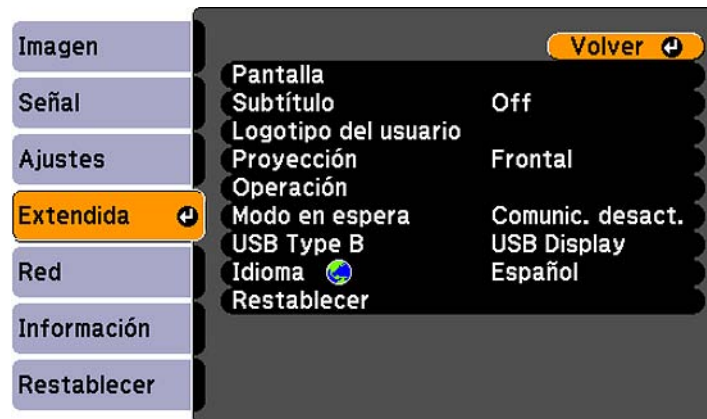 Imagen
Señal
Ajustes
Extendida
Red
Información
Restablecer
Volver
Pantalla
Subtítulo Off
Logotipo del usuario
Proyección Frontal
Operación
Modo en espera Comunic. desact.
USB Type B USB Display
Idioma Español
Restablecer